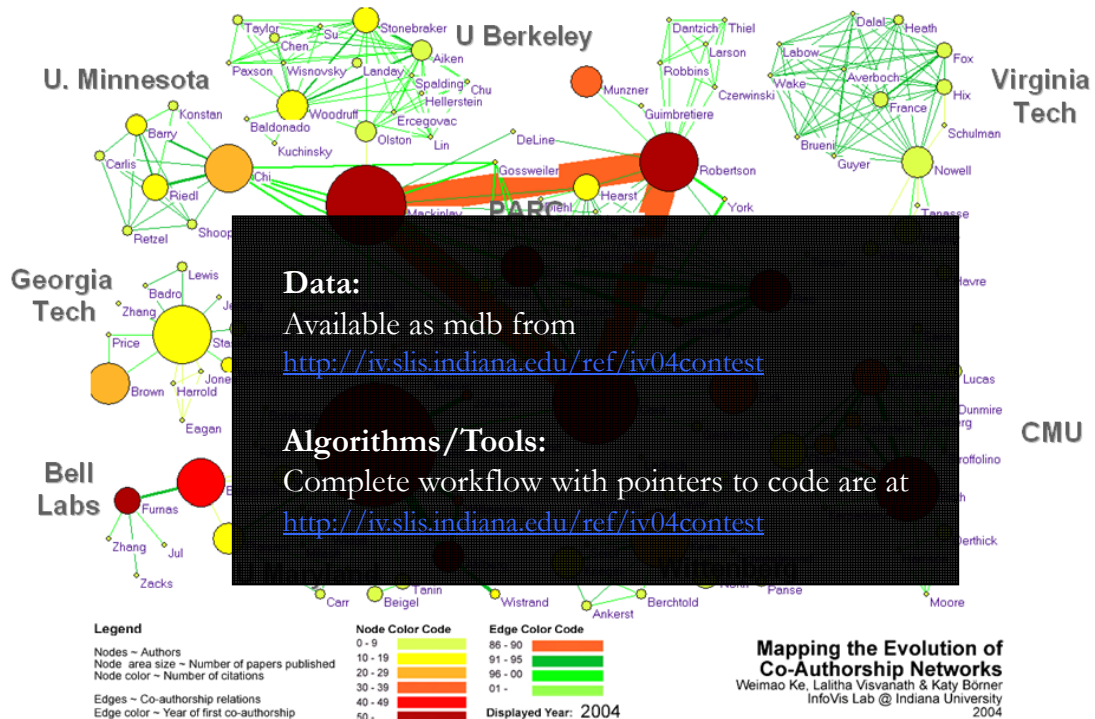 Taylor
Su
Stonebraker
U Berkeley
Chen
Aiken
Paxson
Wisnovsky
Landay
Spalding
Chu
Hellerstein
Woodruff
Ercegovac
Baldonado
Olston
Lin
Kuchinsky
Dantzich
Thiel
Larson
Robbins
Munzner
Czerwinski
Guimbretiere
DeLine
Gossweiler
Robertson
Hearst
York
PARC
Mackinlay
Dalal
Heath
Labow
Fox
Averboch
Wake
Hix
France
Virginia
Tech
Schulman
Brueni
Guyer
Nowell
Tanasse
U. Minnesota
Konstan
Barry
Carlis
Chi
Riedl
Retzel
Shoop
Georgia
Tech
Lewis
Badro
Zhang
Price
Brown
Harrold
Eagan
Data:
Available as mdb from
http://iv.slis.indiana.edu/ref/iv04contest
Algorithms/Tools:
Complete workflow with pointers to code are at
http://iv.slis.indiana.edu/ref/iv04contest
Havre
Lucas
Dunmire
CMU
Bell
Labs
Furnas
Zhang
Jul
Zacks
U Maryland
Wittenberg
Carr
Beigel
Tanin
Wistrand
Ankerst
Berchtold
North
Panse
Derthick
Moore
Legend
Nodes ~ Authors
Node area size ~ Number of papers published
Node color ~ Number of citations
Edges ~ Co-authorship relations
Edge color ~ Year of first co-authorship
Node Color Code
0 - 9
10 - 19
20 - 29
30 - 39
40 - 49
50 -
Edge Color Code
86 - 90
91 - 95
96 - 00
01 -
Displayed Year: 2004
Mapping the Evolution of
Co-Authorship Networks
Weimao Ke, Lalitha Visvanath & Katy Börner
InfoVis Lab @ Indiana University
2004